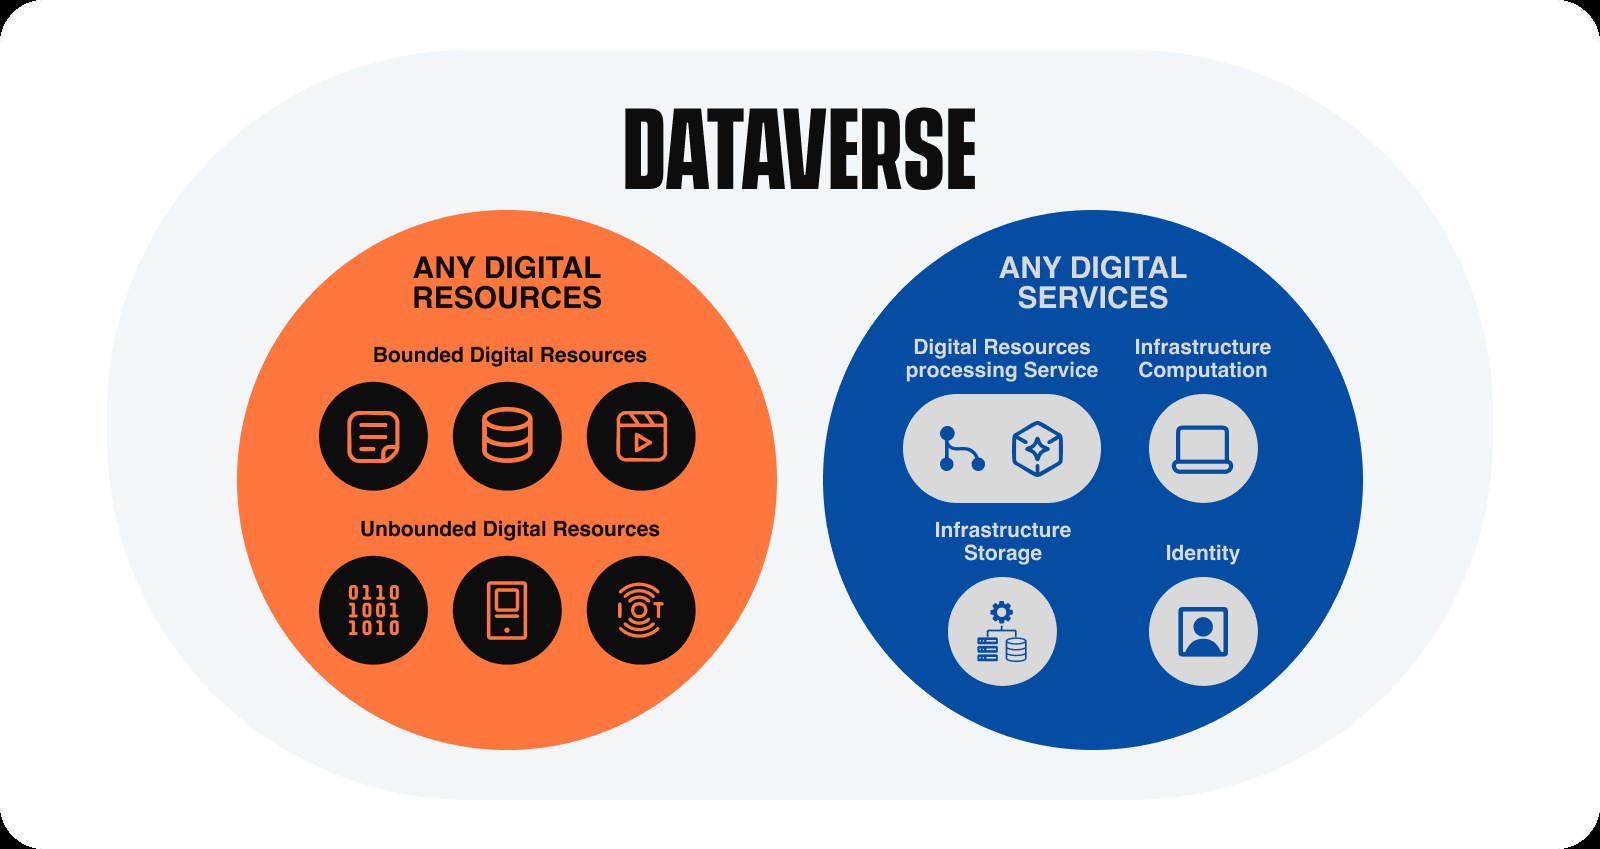 DATAVERSE
ANY DIGITAL
RESOURCES
Bounded Digital Resources
Unbounded Digital Resources
0110
1001
1010
IOT
ANY DIGITAL
SERVICES
Digital Resources
processing Service
Infrastructure
Computation
Infrastructure
Storage
Identity